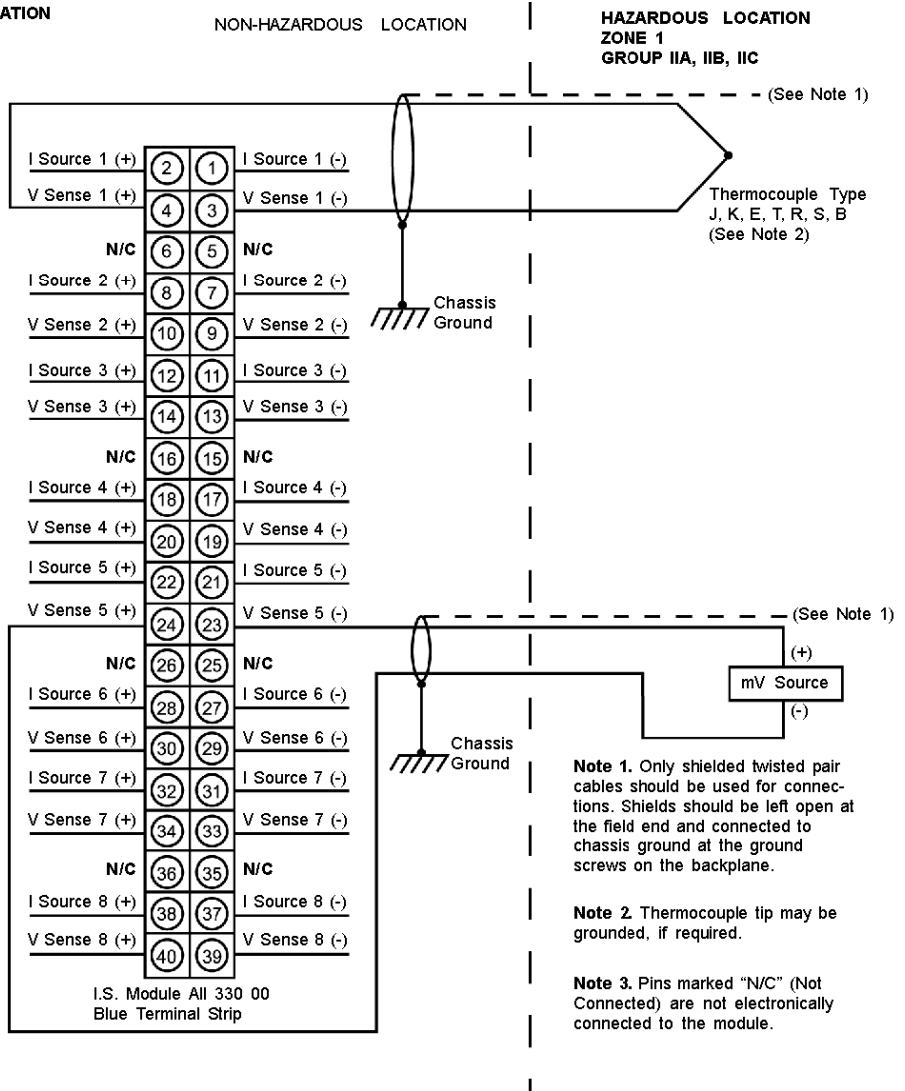 ATION
NON-HAZARDOUS LOCATION
HAZARDOUS LOCATION
ZONE 1
GROUP IIA, IIB, IIC
(See Note 1)
I Source 1 (+) 2 1 I Source 1 (-)
V Sense 1 (+) 4 3 V Sense 1 (-)
Thermocouple Type
J, K, E, T, R, S, B
(See Note 2)
N/C 6 5 N/C
I Source 2 (+) 8 7 I Source 2 (-)
Chassis
Ground
V Sense 2 (+) 10 9 V Sense 2 (-)
I Source 3 (+) 12 11 I Source 3 (-)
V Sense 3 (+) 14 13 V Sense 3 (-)
N/C 16 15 N/C
I Source 4 (+) 18 17 I Source 4 (-)
V Sense 4 (+) 20 19 V Sense 4 (-)
I Source 5 (+) 22 21 I Source 5 (-)
V Sense 5 (+) 24 23 V Sense 5 (-)
(See Note 1)
N/C 26 25 N/C
(+)
mV Source
(-)
I Source 6 (+) 28 27 I Source 6 (-)
V Sense 6 (+) 30 29 V Sense 6 (-)
Chassis
Ground
I Source 7 (+) 32 31 I Source 7 (-)
V Sense 7 (+) 34 33 V Sense 7 (-)
N/C 36 35 N/C
I Source 8 (+) 38 37 I Source 8 (-)
V Sense 8 (+) 40 39 V Sense 8 (-)
I.S. Module AII 330 00
Blue Terminal Strip
Note 1. Only shielded twisted pair
cables should be used for connec-
tions. Shields should be left open at
the field end and connected to
chassis ground at the ground
screws on the backplane.
Note 2. Thermocouple tip may be
grounded, if required.
Note 3. Pins marked “N/C” (Not
Connected) are not electronically
connected to the module.